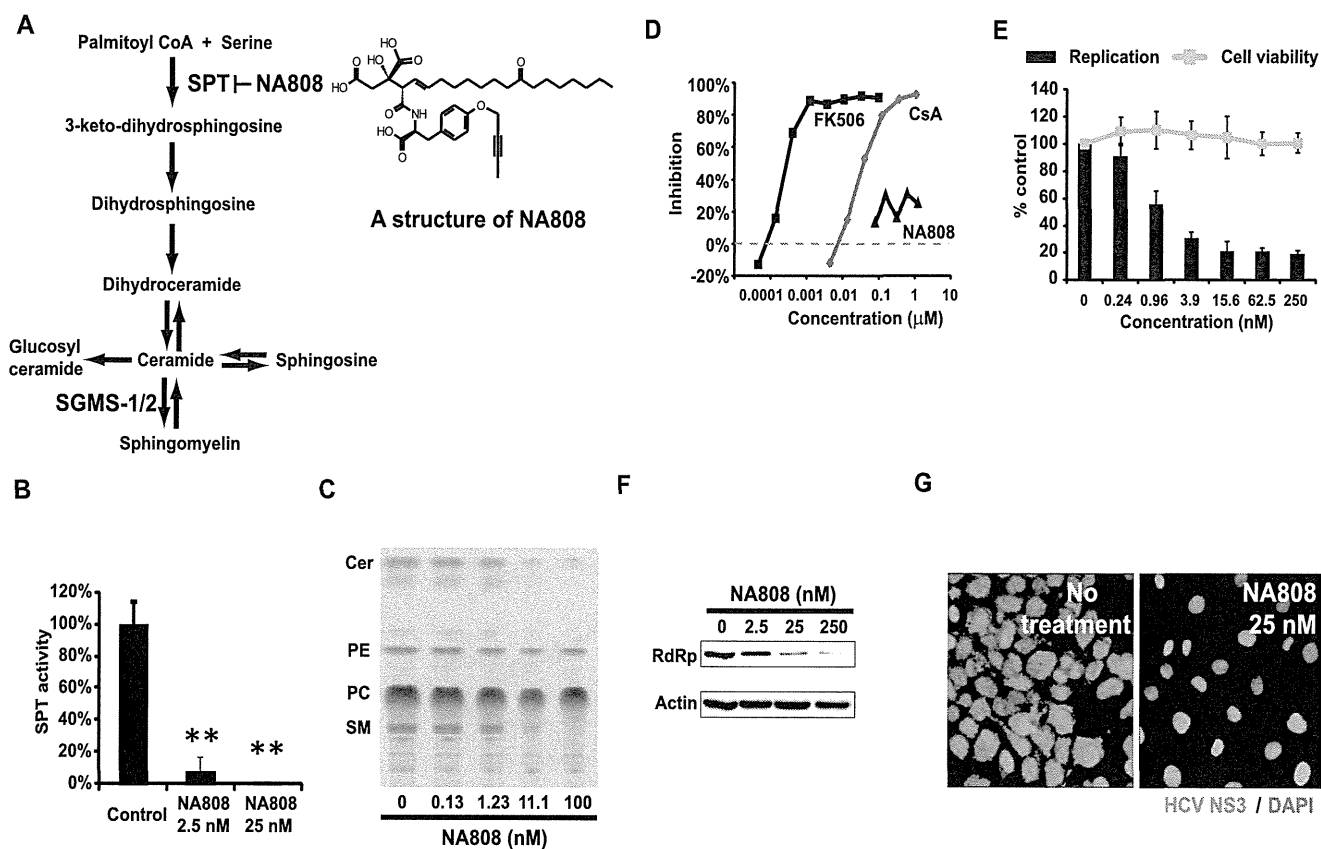 A
Palmitoyl CoA + Serine
SPT NA808
3-keto-dihydrosphingosine
Dihydrosphingosine
Dihydroceramide
Glucosyl
ceramide
Ceramide
Sphingosine
SGMS-1/2
Sphingomyelin
HO
O
HO
HO
O
O
O
NH
HO
O
O
A structure of NA808
B
SPT activity
120%
100%
80%
60%
40%
20%
0%
**
**
Control
NA808
2.5 nM
NA808
25 nM
C
Cer
PE
PC
SM
0 0.13 1.23 11.1 100
NA808 (nM)
D
Inhibition
100%
80%
60%
40%
20%
0%
-20%
FK506
CsA
NA808
0.0001 0.001 0.01 0.1 1 10
Concentration (μM)
E
Replication
Cell viability
% control
140
120
100
80
60
40
20
0
0 0.24 0.96 3.9 15.6 62.5 250
Concentration (nM)
F
NA808 (nM)
0 2.5 25 250
RdRp
Actin
G
No
treatment
NA808
25 nM
HCV NS3 / DAPI